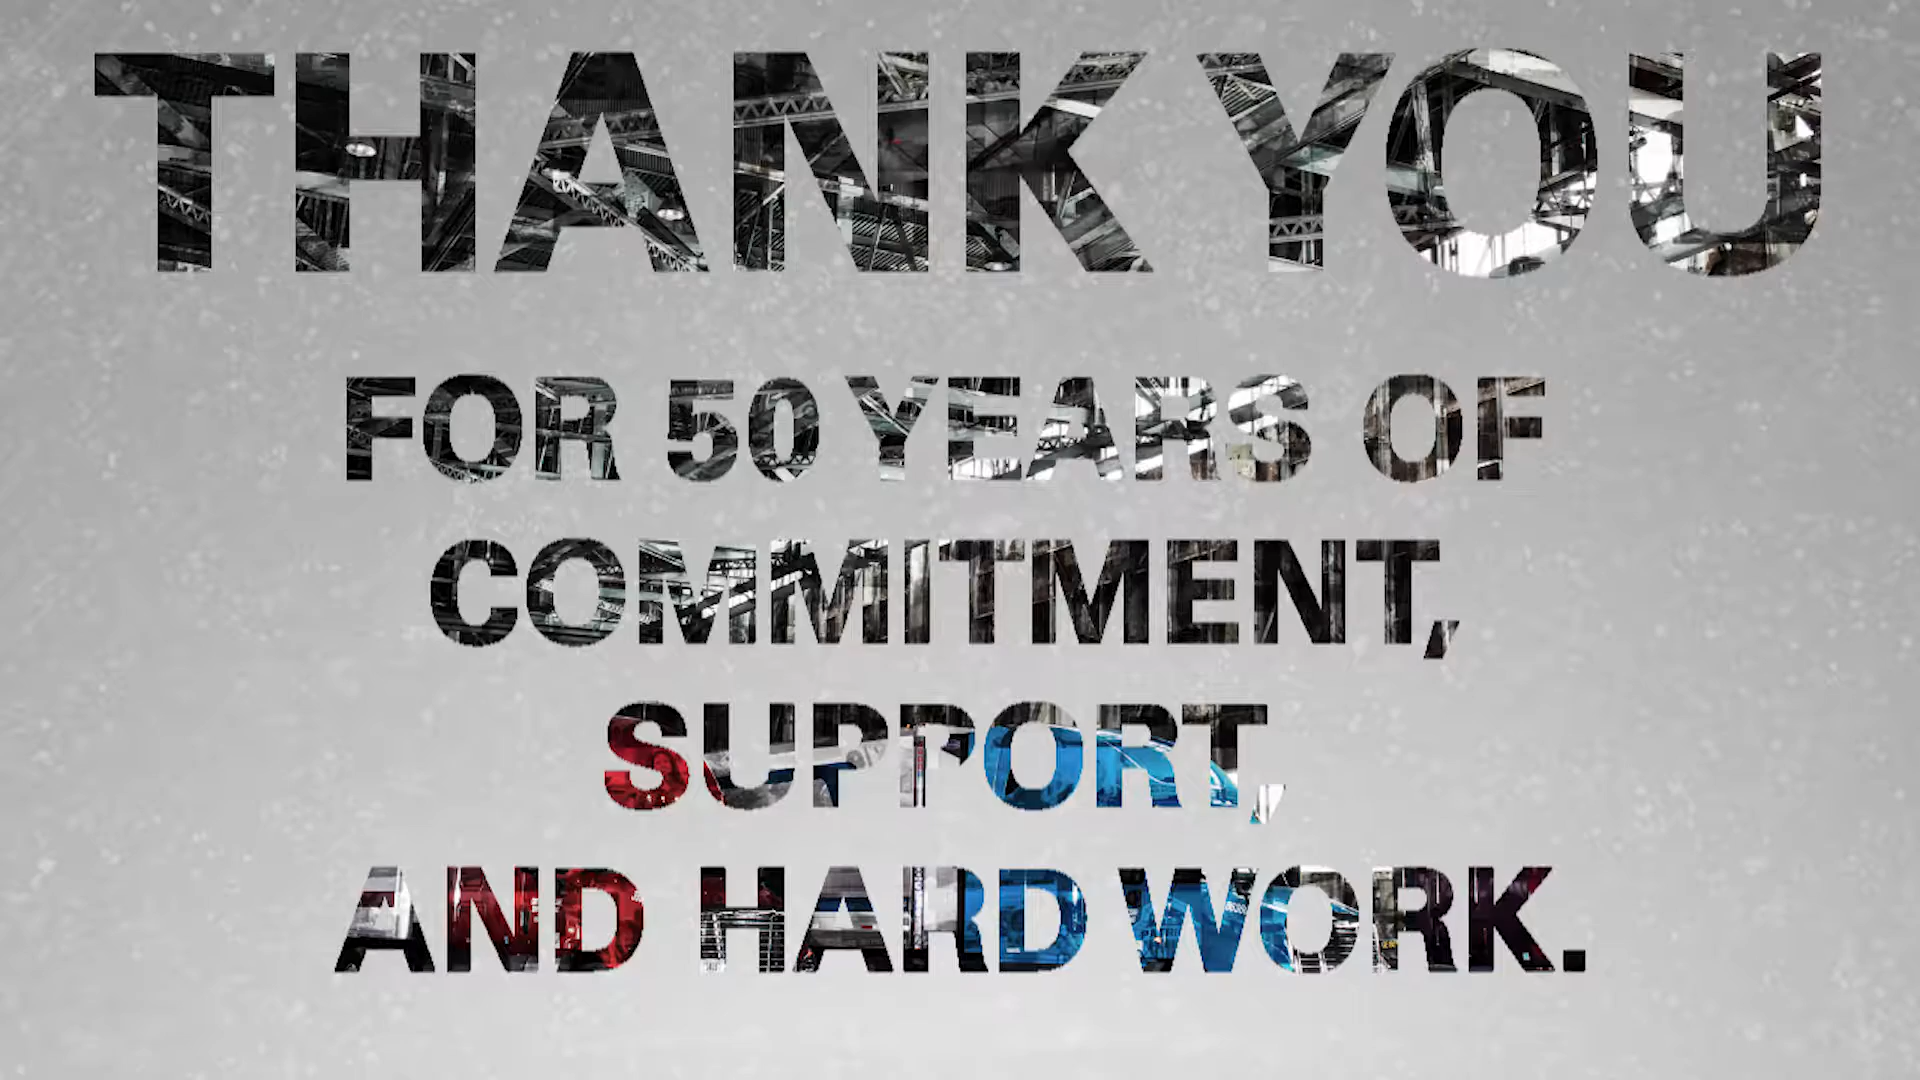 THANK YOU
FOR 50 YEARS OF
COMMITMENT,
SUPPORT,
AND HARD WORK.